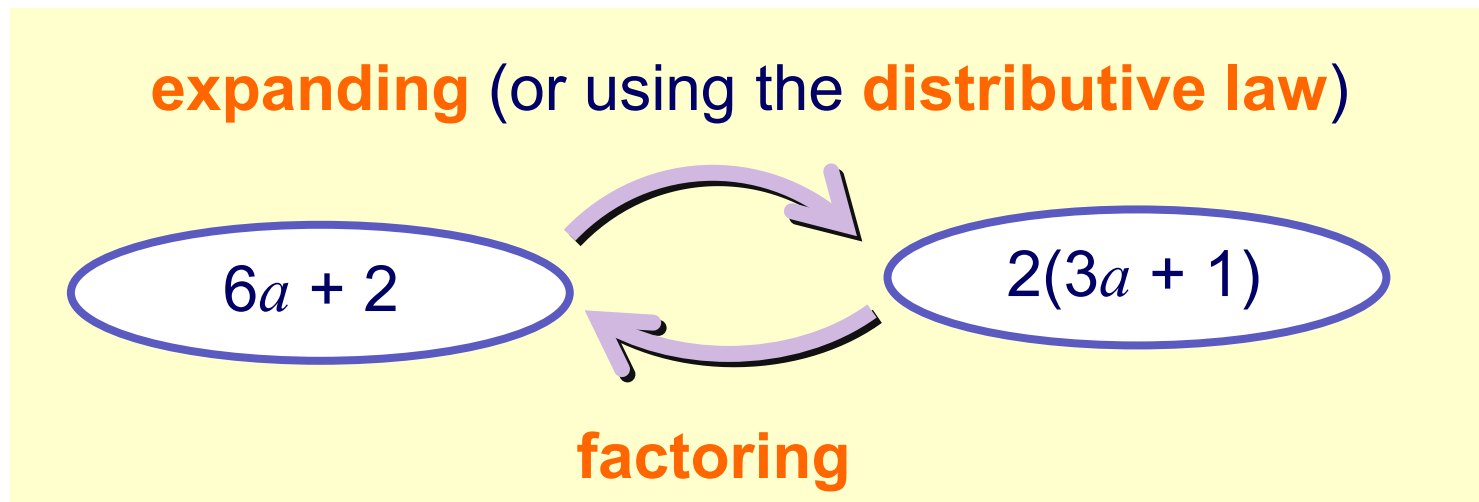 expanding (or using the distributive law)
6a + 2
2(3a + 1)
factoring